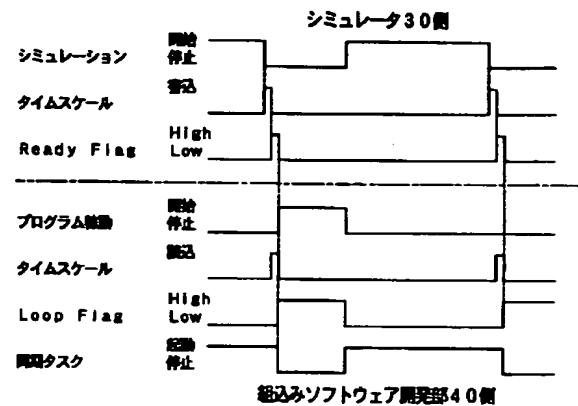 シミュレータ30側
シミュレーション 開始
停止
タイムスケール 書込
Ready Flag High
Low
プログラム稼動 開始
停止
タイムスケール 読込
Loop Flag High
Low
同期タスク 起動
停止
組込みソフトウェア開発部40側